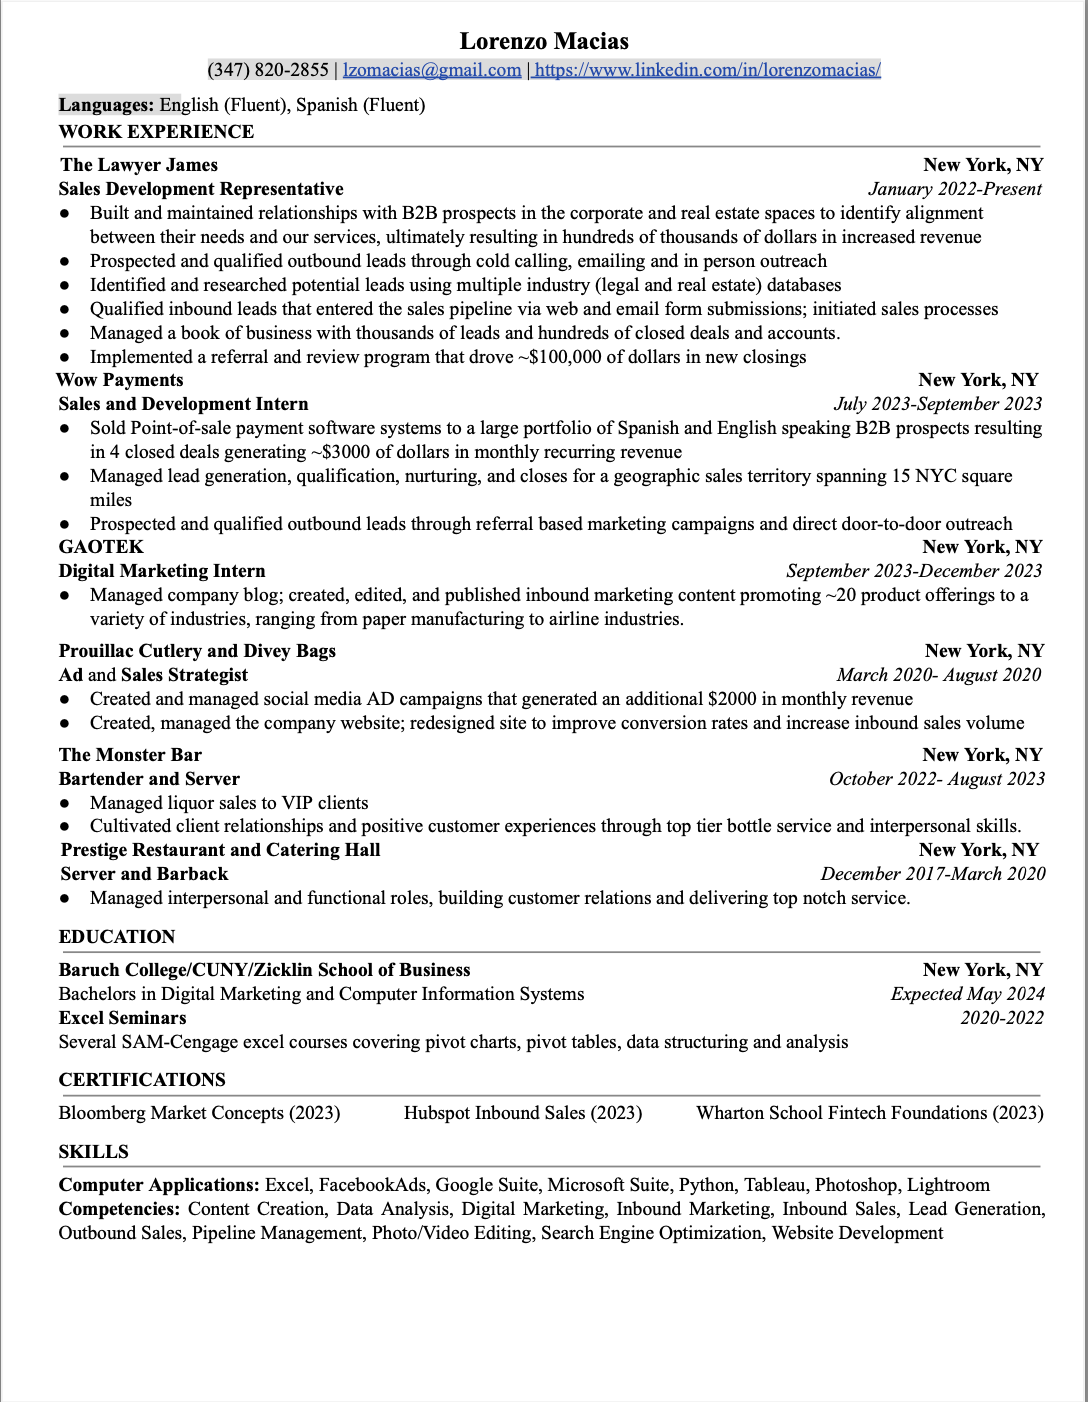 Lorenzo Macias
(347) 820-2855 | lzomacias@gmail.com | https://www.linkedin.com/in/lorenzomacias/
Languages: English (Fluent), Spanish (Fluent)
WORK EXPERIENCE
The Lawyer James New York, NY
Sales Development Representative January 2022-Present
● Built and maintained relationships with B2B prospects in the corporate and real estate spaces to identify alignment
between their needs and our services, ultimately resulting in hundreds of thousands of dollars in increased revenue
● Prospected and qualified outbound leads through cold calling, emailing and in person outreach
● Identified and researched potential leads using multiple industry (legal and real estate) databases
● Qualified inbound leads that entered the sales pipeline via web and email form submissions; initiated sales processes
● Managed a book of business with thousands of leads and hundreds of closed deals and accounts.
● Implemented a referral and review program that drove ~$100,000 of dollars in new closings
Wow Payments New York, NY
Sales and Development Intern July 2023-September 2023
● Sold Point-of-sale payment software systems to a large portfolio of Spanish and English speaking B2B prospects resulting
in 4 closed deals generating ~$3000 of dollars in monthly recurring revenue
● Managed lead generation, qualification, nurturing, and closes for a geographic sales territory spanning 15 NYC square
miles
● Prospected and qualified outbound leads through referral based marketing campaigns and direct door-to-door outreach
GAOTEK New York, NY
Digital Marketing Intern September 2023-December 2023
● Managed company blog; created, edited, and published inbound marketing content promoting ~20 product offerings to a
variety of industries, ranging from paper manufacturing to airline industries.
Prouillac Cutlery and Divey Bags New York, NY
Ad and Sales Strategist March 2020- August 2020
● Created and managed social media AD campaigns that generated an additional $2000 in monthly revenue
● Created, managed the company website; redesigned site to improve conversion rates and increase inbound sales volume
The Monster Bar New York, NY
Bartender and Server October 2022- August 2023
● Managed liquor sales to VIP clients
● Cultivated client relationships and positive customer experiences through top tier bottle service and interpersonal skills.
Prestige Restaurant and Catering Hall New York, NY
Server and Barback December 2017-March 2020
● Managed interpersonal and functional roles, building customer relations and delivering top notch service.
EDUCATION
Baruch College/CUNY/Zicklin School of Business New York, NY
Bachelors in Digital Marketing and Computer Information Systems Expected May 2024
Excel Seminars 2020-2022
Several SAM-Cengage excel courses covering pivot charts, pivot tables, data structuring and analysis
CERTIFICATIONS
Bloomberg Market Concepts (2023) Hubspot Inbound Sales (2023) Wharton School Fintech Foundations (2023)
SKILLS
Computer Applications: Excel, FacebookAds, Google Suite, Microsoft Suite, Python, Tableau, Photoshop, Lightroom
Competencies: Content Creation, Data Analysis, Digital Marketing, Inbound Marketing, Inbound Sales, Lead Generation,
Outbound Sales, Pipeline Management, Photo/Video Editing, Search Engine Optimization, Website Development